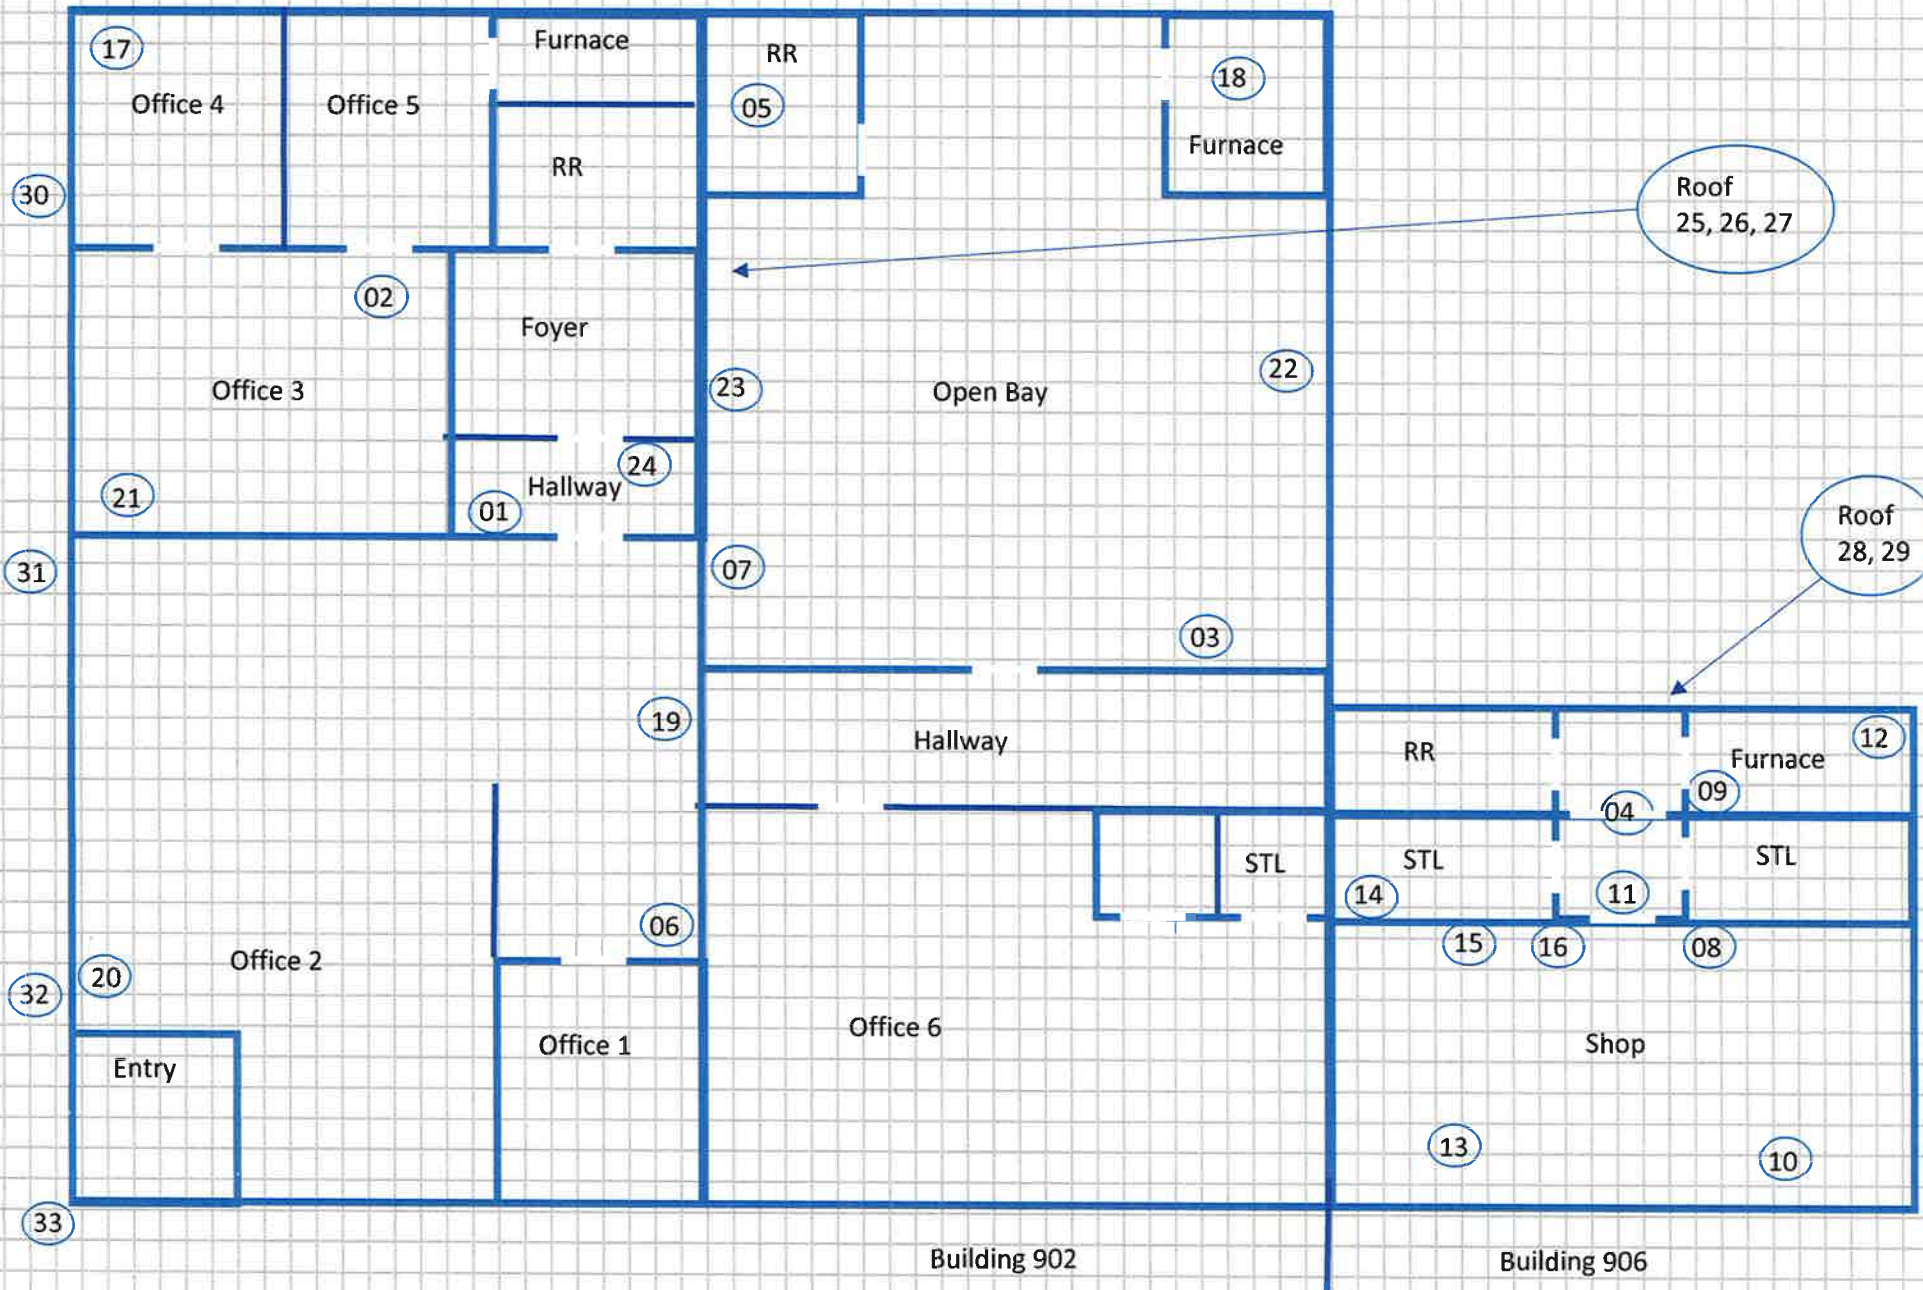 17
Office 4
Office 5
Furnace
RR
RR
05
18
Furnace
30
Roof
25, 26, 27
02
Foyer
Office 3
23
Open Bay
22
21
24
Hallway
01
31
07
03
Roof
28, 29
19
Hallway
RR
12
Furnace
09
04
STL
STL
STL
14
11
06
15
16
08
Office 2
20
32
Office 6
Office 1
Shop
Entry
13
10
33
Building 902
Building 906